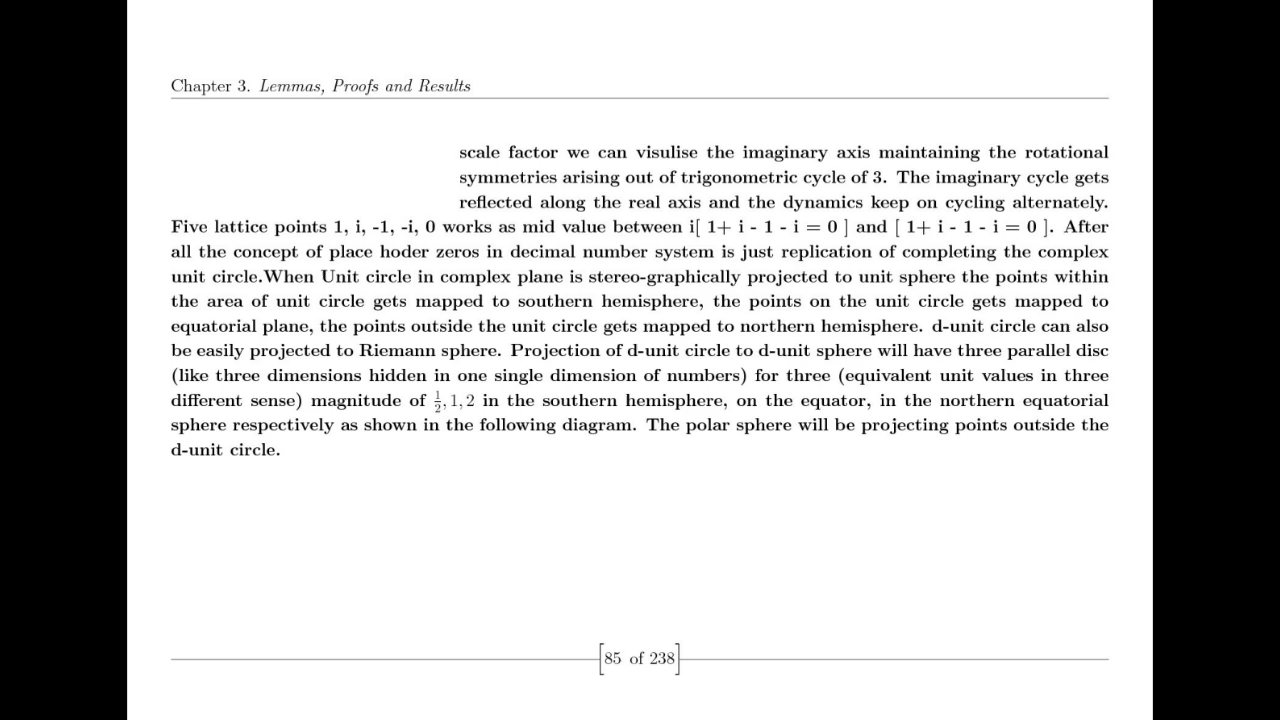 Chapter 3. Lemmas, Proofs and Results
scale factor we can visulise the imaginary axis maintaining the rotational
symmetries arising out of trigonometric cycle of 3. The imaginary cycle gets
reflected along the real axis and the dynamics keep on cycling alternately.
Five lattice points 1, i, -1, -i, 0 works as mid value between i[ 1+ i - 1 - i = 0 ] and [ 1+ i - 1 - i = 0 ]. After
all the concept of place hoder zeros in decimal number system is just replication of completing the complex
unit circle.When Unit circle in complex plane is stereo-graphically projected to unit sphere the points within
the area of unit circle gets mapped to southern hemisphere, the points on the unit circle gets mapped to
equatorial plane, the points outside the unit circle gets mapped to northern hemisphere. d-unit circle can also
be easily projected to Riemann sphere. Projection of d-unit circle to d-unit sphere will have three parallel disc
(like three dimensions hidden in one single dimension of numbers) for three (equivalent unit values in three
different sense) magnitude of 1/2, 1, 2 in the southern hemisphere, on the equator, in the northern equatorial
sphere respectively as shown in the following diagram. The polar sphere will be projecting points outside the
d-unit circle.
[85 of 238]